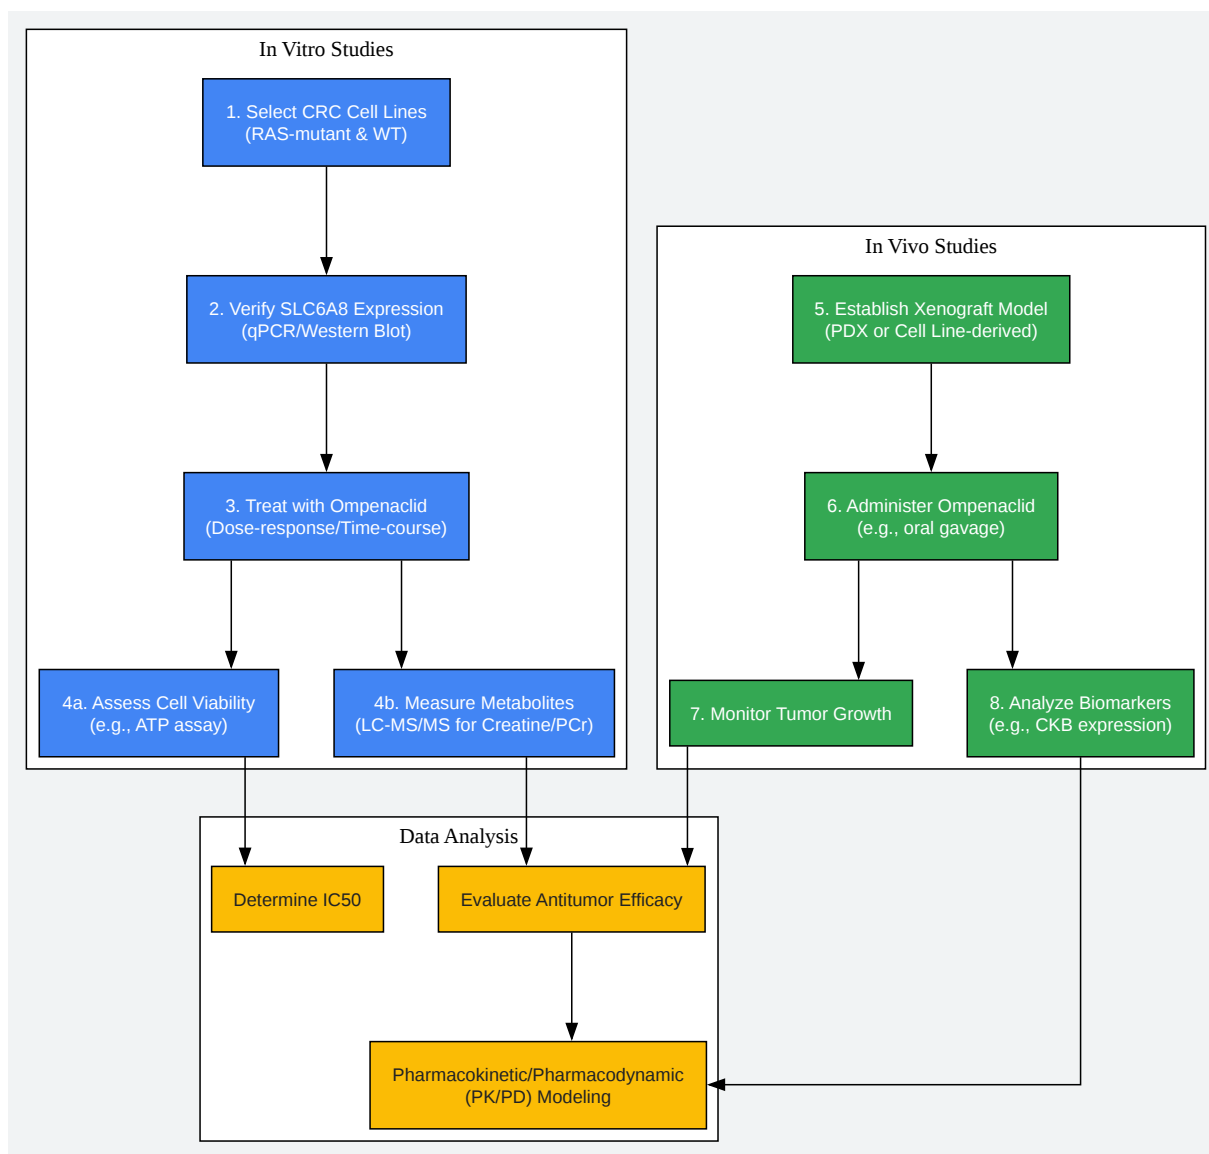 In Vitro Studies
1. Select CRC Cell Lines
(RAS-mutant & WT)
2. Verify SLC6A8 Expression
(qPCR/Western Blot)
3. Treat with Ompenaclid
(Dose-response/Time-course)
4a. Assess Cell Viability
(e.g., ATP assay)
4b. Measure Metabolites
(LC-MS/MS for Creatine/PCr)
In Vivo Studies
5. Establish Xenograft Model
(PDX or Cell Line-derived)
6. Administer Ompenaclid
(e.g., oral gavage)
7. Monitor Tumor Growth
8. Analyze Biomarkers
(e.g., CKB expression)
Data Analysis
Determine IC50
Evaluate Antitumor Efficacy
Pharmacokinetic/Pharmacodynamic
(PK/PD) Modeling